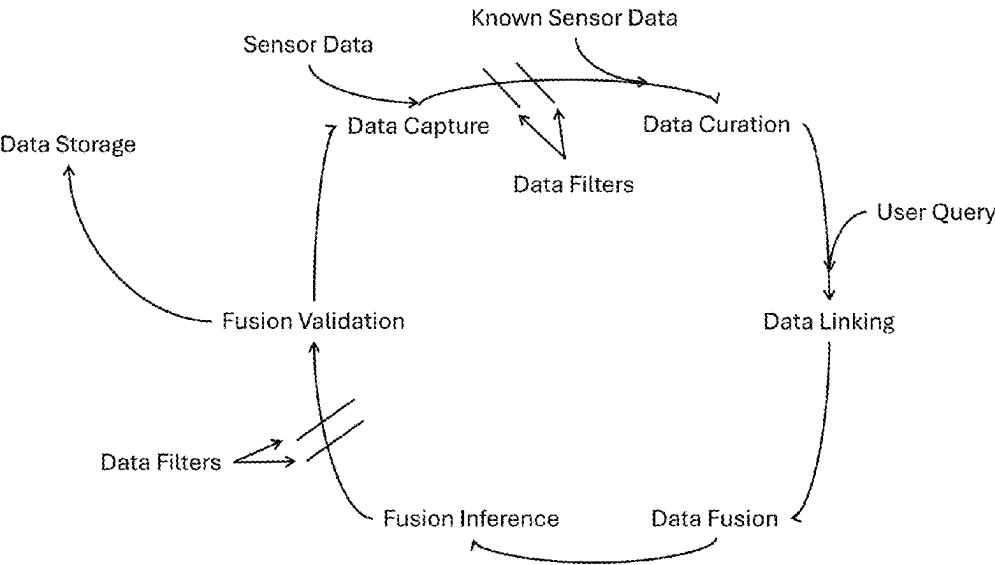 Known Sensor Data
Sensor Data
Data Capture
Data Curation
Data Storage
Data Filters
User Query
Fusion Validation
Data Linking
Data Filters
Fusion Inference
Data Fusion